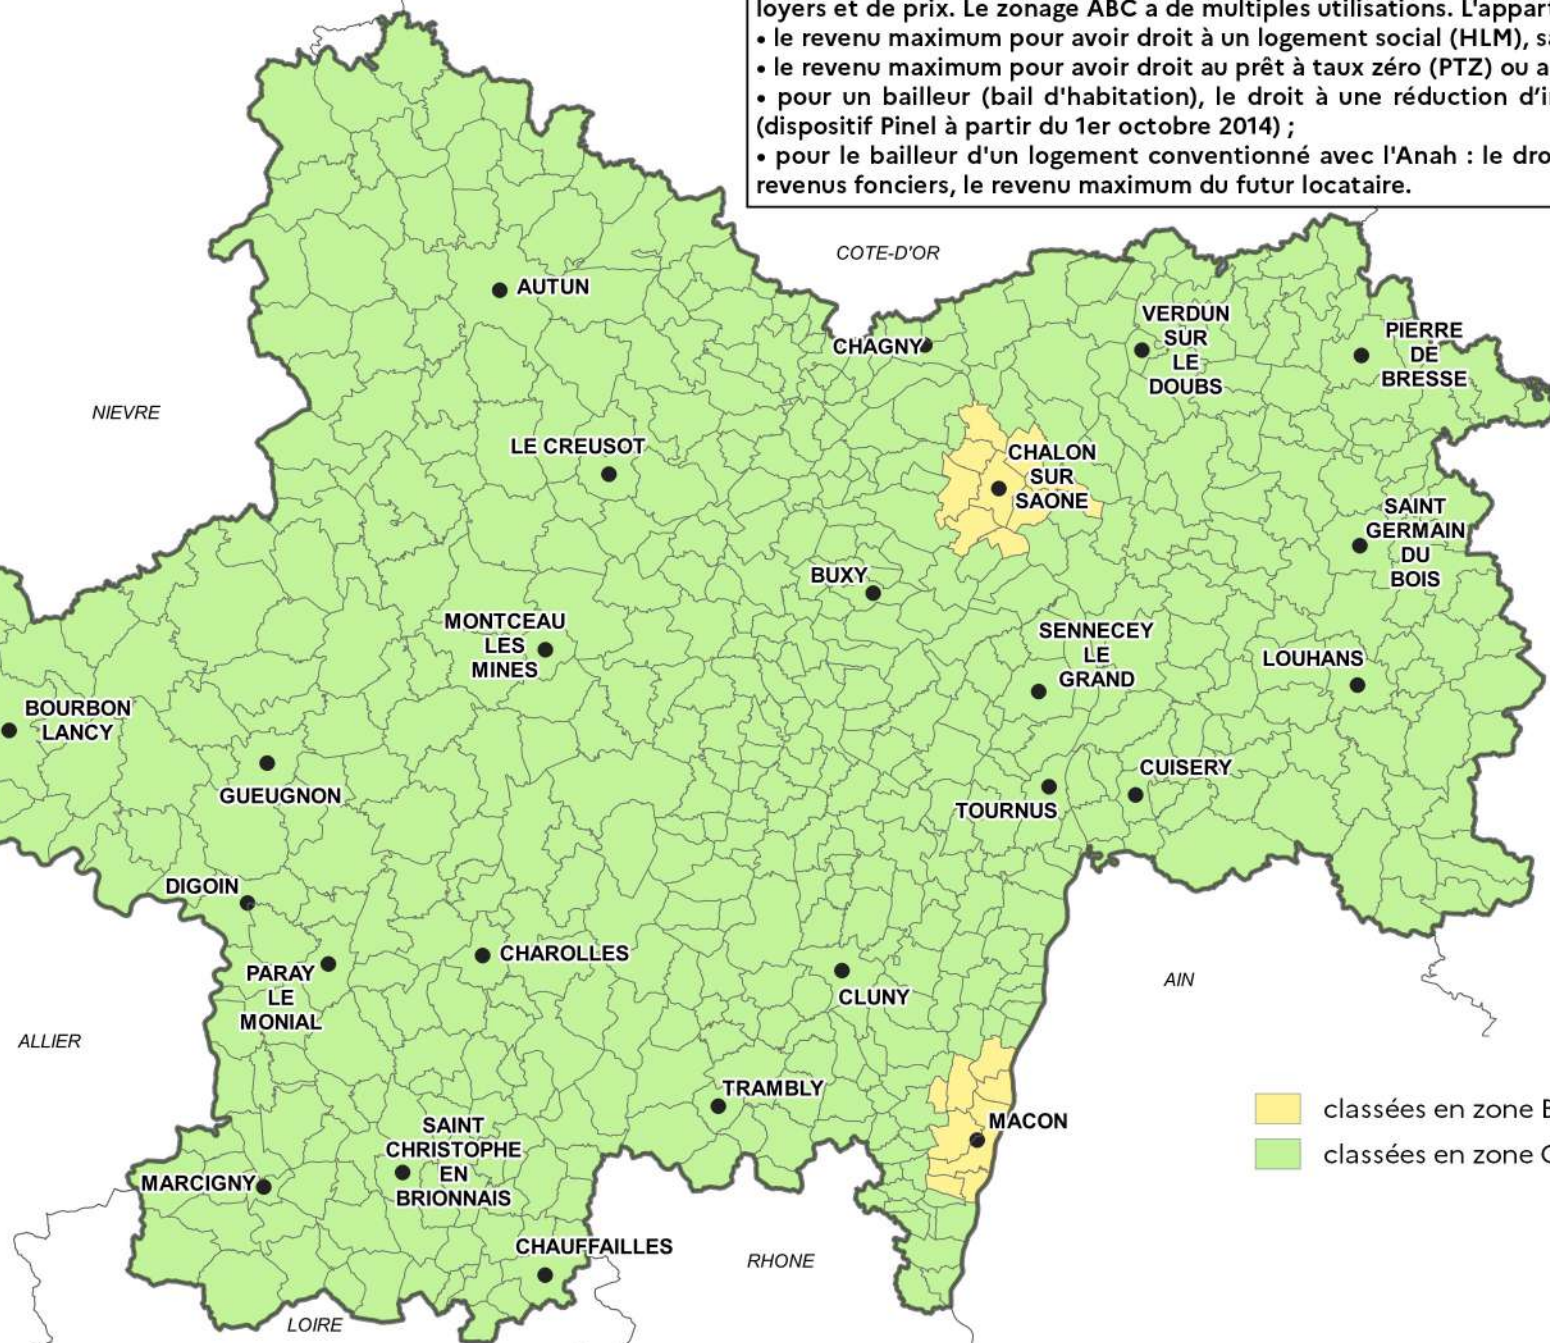 loyers et de prix. Le zonage ABC a de multiples utilisations. L'appart
• le revenu maximum pour avoir droit à un logement social (HLM), sa
• le revenu maximum pour avoir droit au prêt à taux zéro (PTZ) ou a
• pour un bailleur (bail d'habitation), le droit à une réduction d'i
(dispositif Pinel à partir du 1er octobre 2014) ;
• pour le bailleur d'un logement conventionné avec l'Anah : le dro
revenus fonciers, le revenu maximum du futur locataire.
COTE-D'OR
AUTUN
CHAGNY
VERDUN
SUR
LE
DOUBS
PIERRE
DE
BRESSE
NIEVRE
LE CREUSOT
CHALON
SUR
SAONE
SAINT
GERMAIN
DU
BOIS
BUXY
MONTCEAU
LES
MINES
SENNECEY
LE
GRAND
LOUHANS
BOURBON
LANCY
GUEUGNON
CUISERY
TOURNUS
DIGOIN
CHAROLLES
PARAY
LE
MONIAL
CLUNY
AIN
ALLIER
TRAMBLY
MACON
classées en zone B
classées en zone C
SAINT
CHRISTOPHE
EN
BRIONNAIS
MARCIGNY
CHAUFFAILLES
RHONE
LOIRE